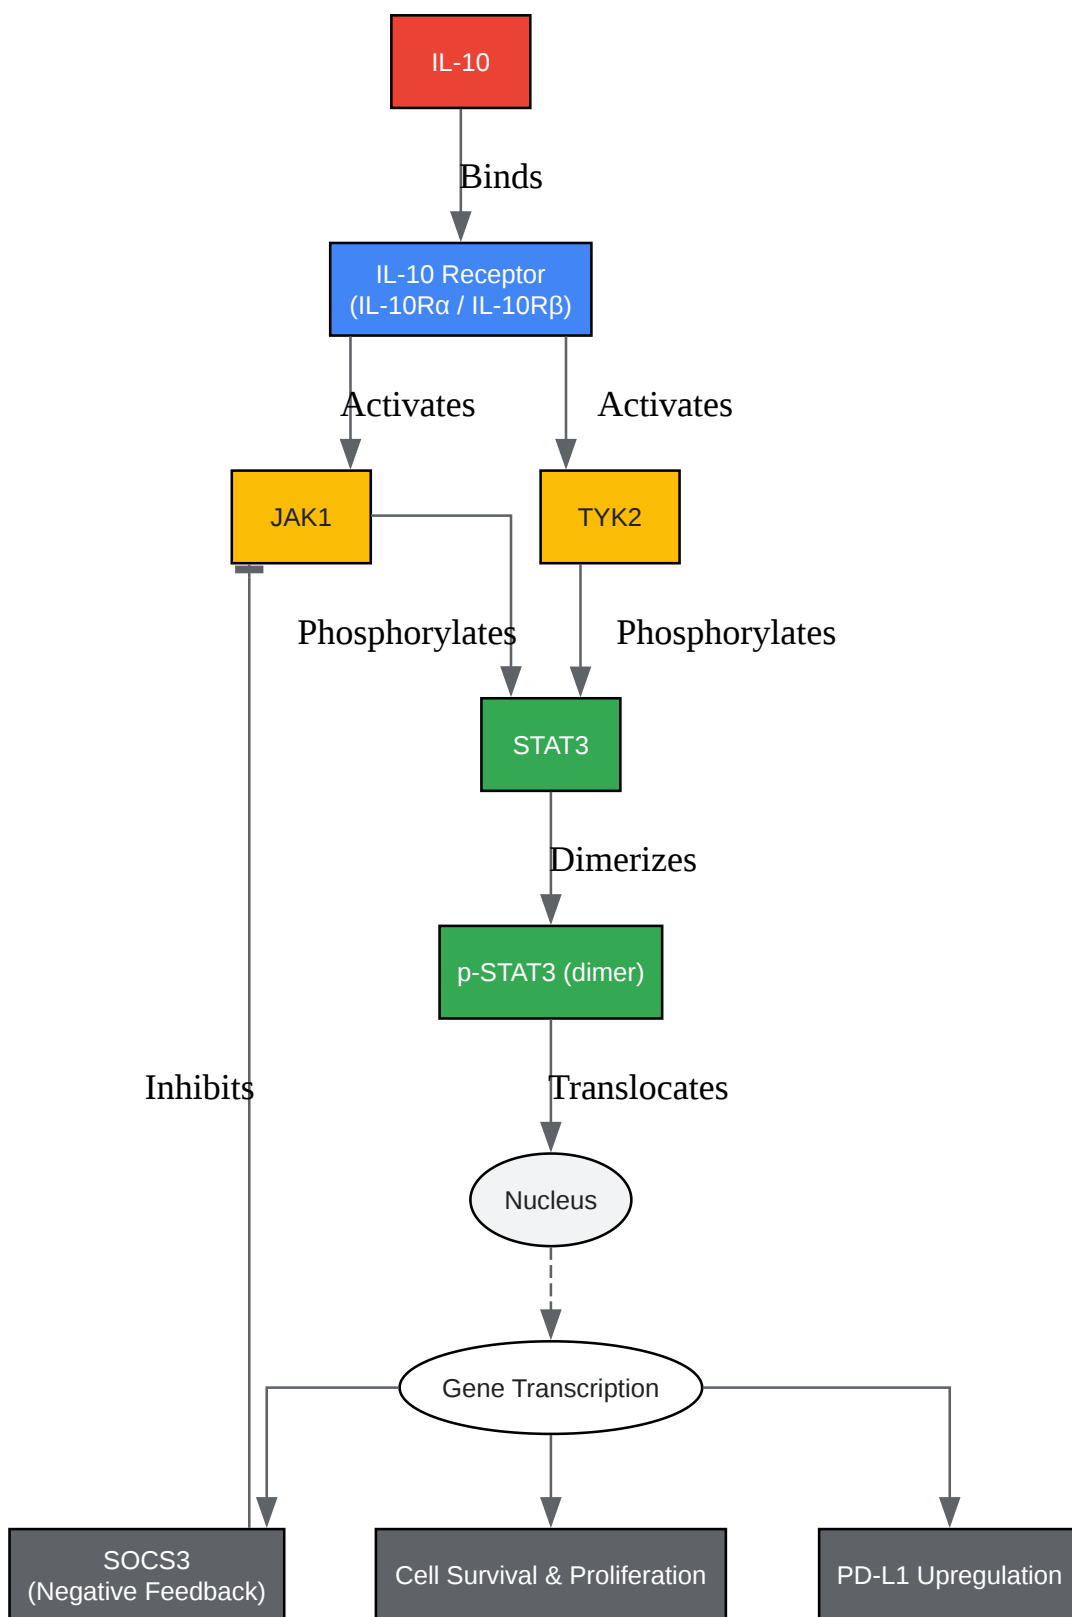 IL-10
Binds
IL-10 Receptor
(IL-10Rα / IL-10Rβ)
Activates
Activates
JAK1
TYK2
Phosphorylates
Phosphorylates
STAT3
Dimerizes
p-STAT3 (dimer)
Inhibits
Translocates
Nucleus
Gene Transcription
SOCS3
(Negative Feedback)
Cell Survival & Proliferation
PD-L1 Upregulation